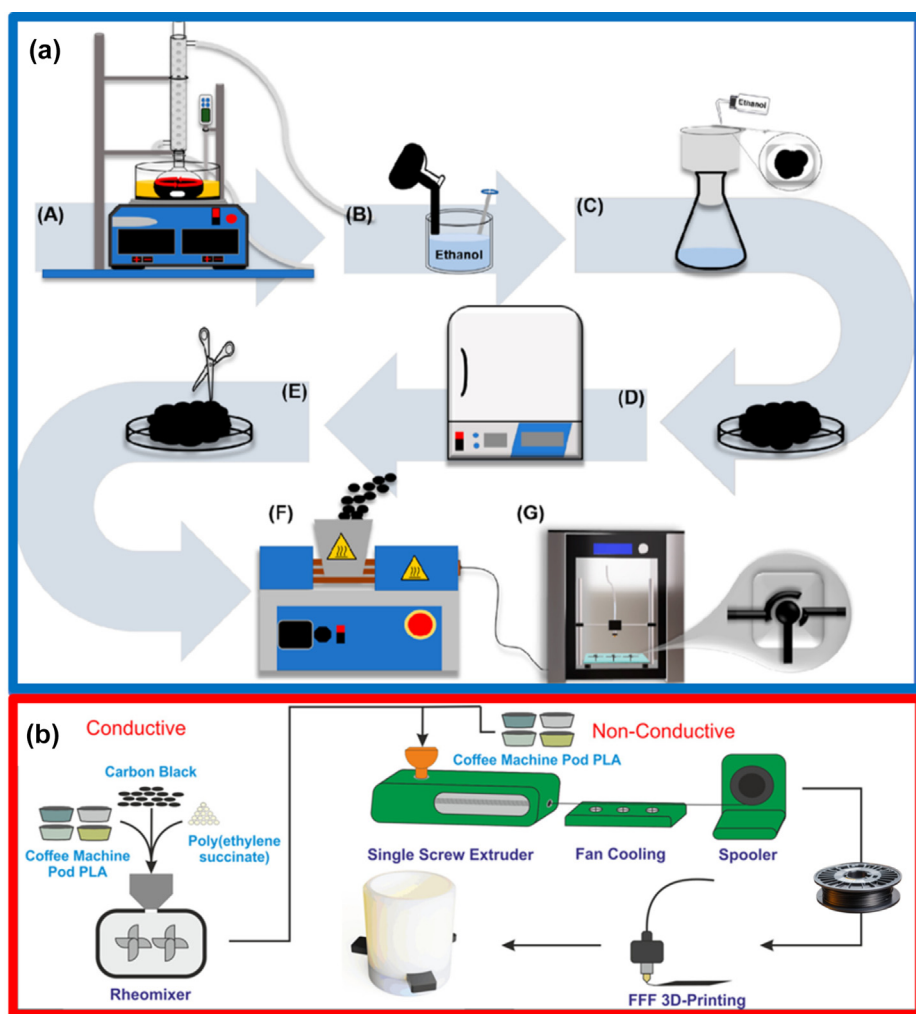 (a)
(A)
(B)
Ethanol
(C)
Ethanol
(D)
(E)
(F)
(G)
(b)
Conductive
Carbon Black
Coffee Machine
Pod PLA
Poly(ethylene
succinate)
Rheomixer
Non-Conductive
Coffee Machine Pod PLA
Single Screw Extruder
Fan Cooling
Spooler
FFF 3D-Printing